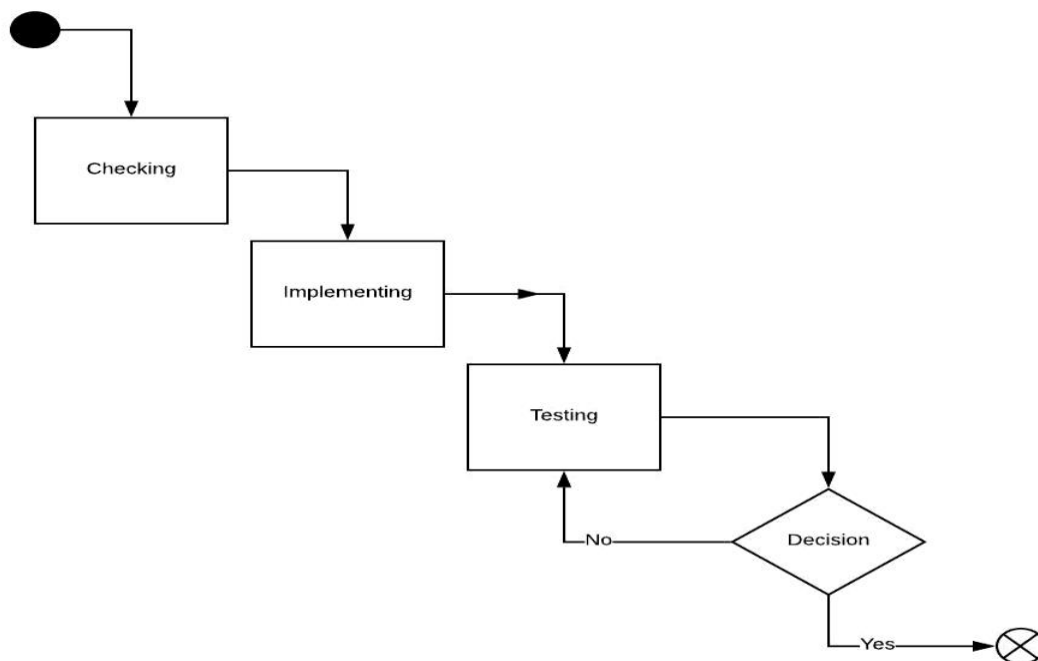 Checking
Implementing
Testing
No
Decision
Yes